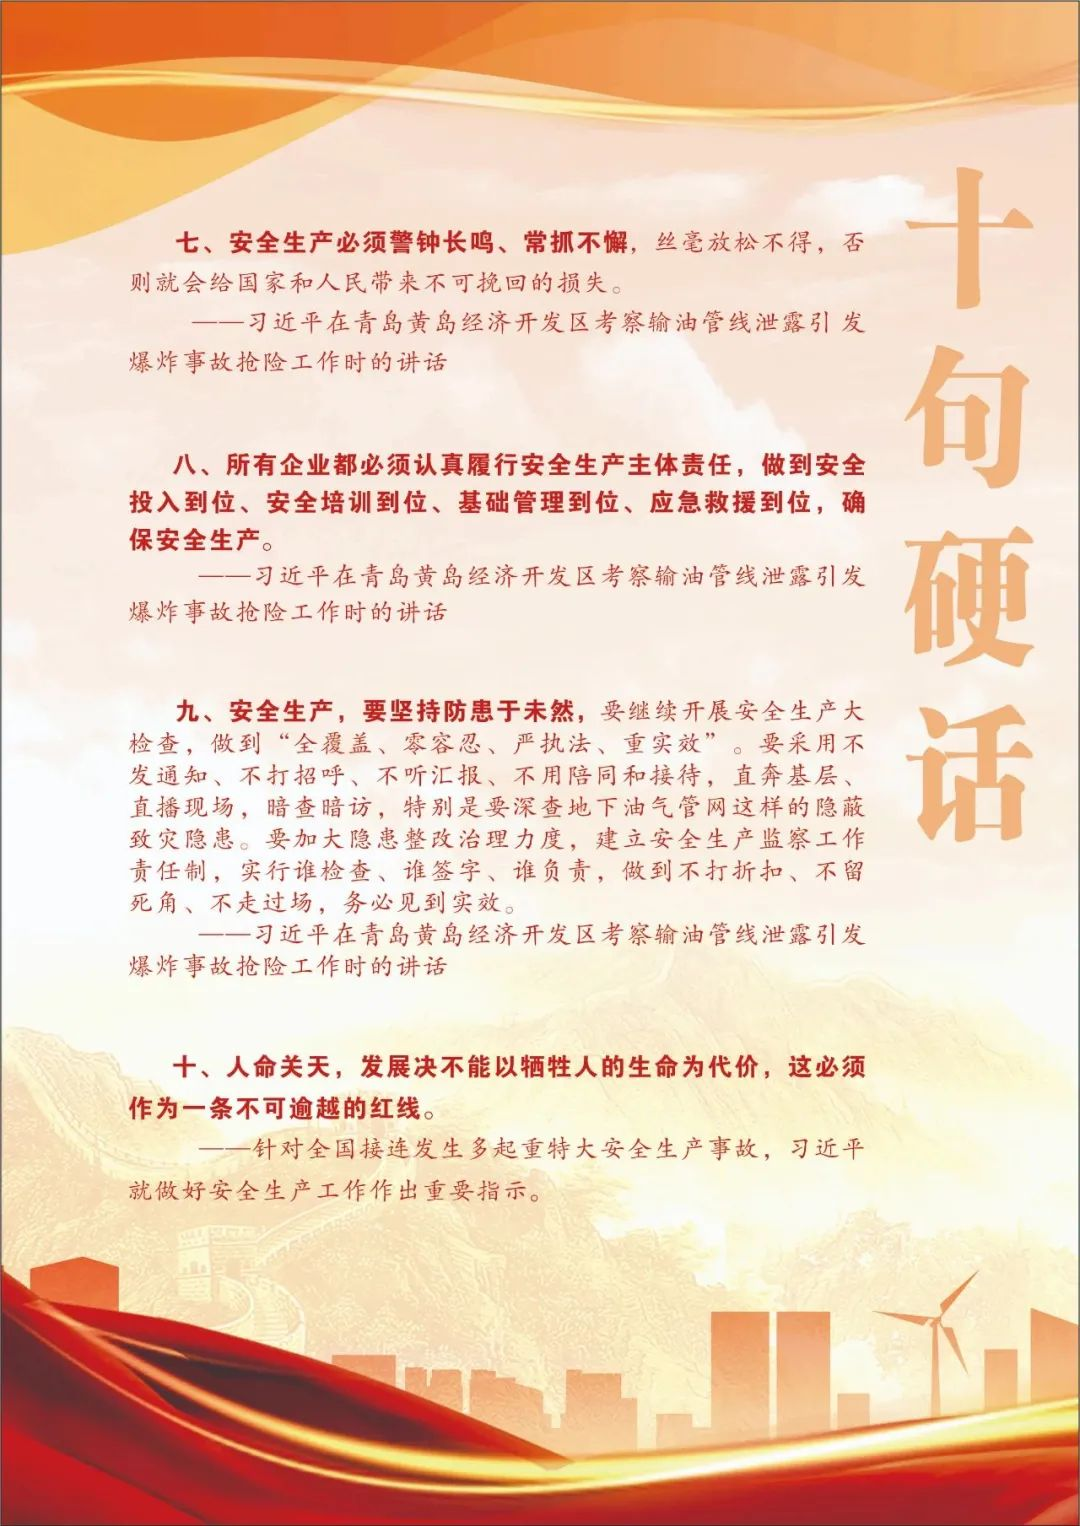 十句硬话
七、安全生产必须警钟长鸣、常抓不懈，丝毫放松不得，否
则就会给国家和人民带来不可挽回的损失。
——习近平在青岛黄岛经济开发区考察输油管线泄露引 发
爆炸事故抢险工作时的讲话
八、所有企业都必须认真履行安全生产主体责任，做到安全
投入到位、安全培训到位、基础管理到位、应急救援到位，确
保安全生产。
——习近平在青岛黄岛经济开发区考察输油管线泄露引发
爆炸事故抢险工作时的讲话
九、安全生产，要坚持防患于未然，要继续开展安全生产大
检查，做到“全覆盖、零容忍、严执法、重实效”。要采用不
发通知、不打招呼、不听汇报、不用陪同和接待，直奔基层、
直播现场，暗查暗访，特别是要深查地下油气管网这样的隐蔽
致灾隐患。要加大隐患整改治理力度，建立安全生产监察工作
责任制，实行谁检查、谁签字、谁负责，做到不打折扣、不留
死角、不走过场，务必见到实效。
——习近平在青岛黄岛经济开发区考察输油管线泄露引发
爆炸事故抢险工作时的讲话
十、人命关天，发展决不能以牺牲人的生命为代价，这必须
作为一条不可逾越的红线。
——针对全国接连发生多起重特大安全生产事故，习近平
就做好安全生产工作作出重要指示。